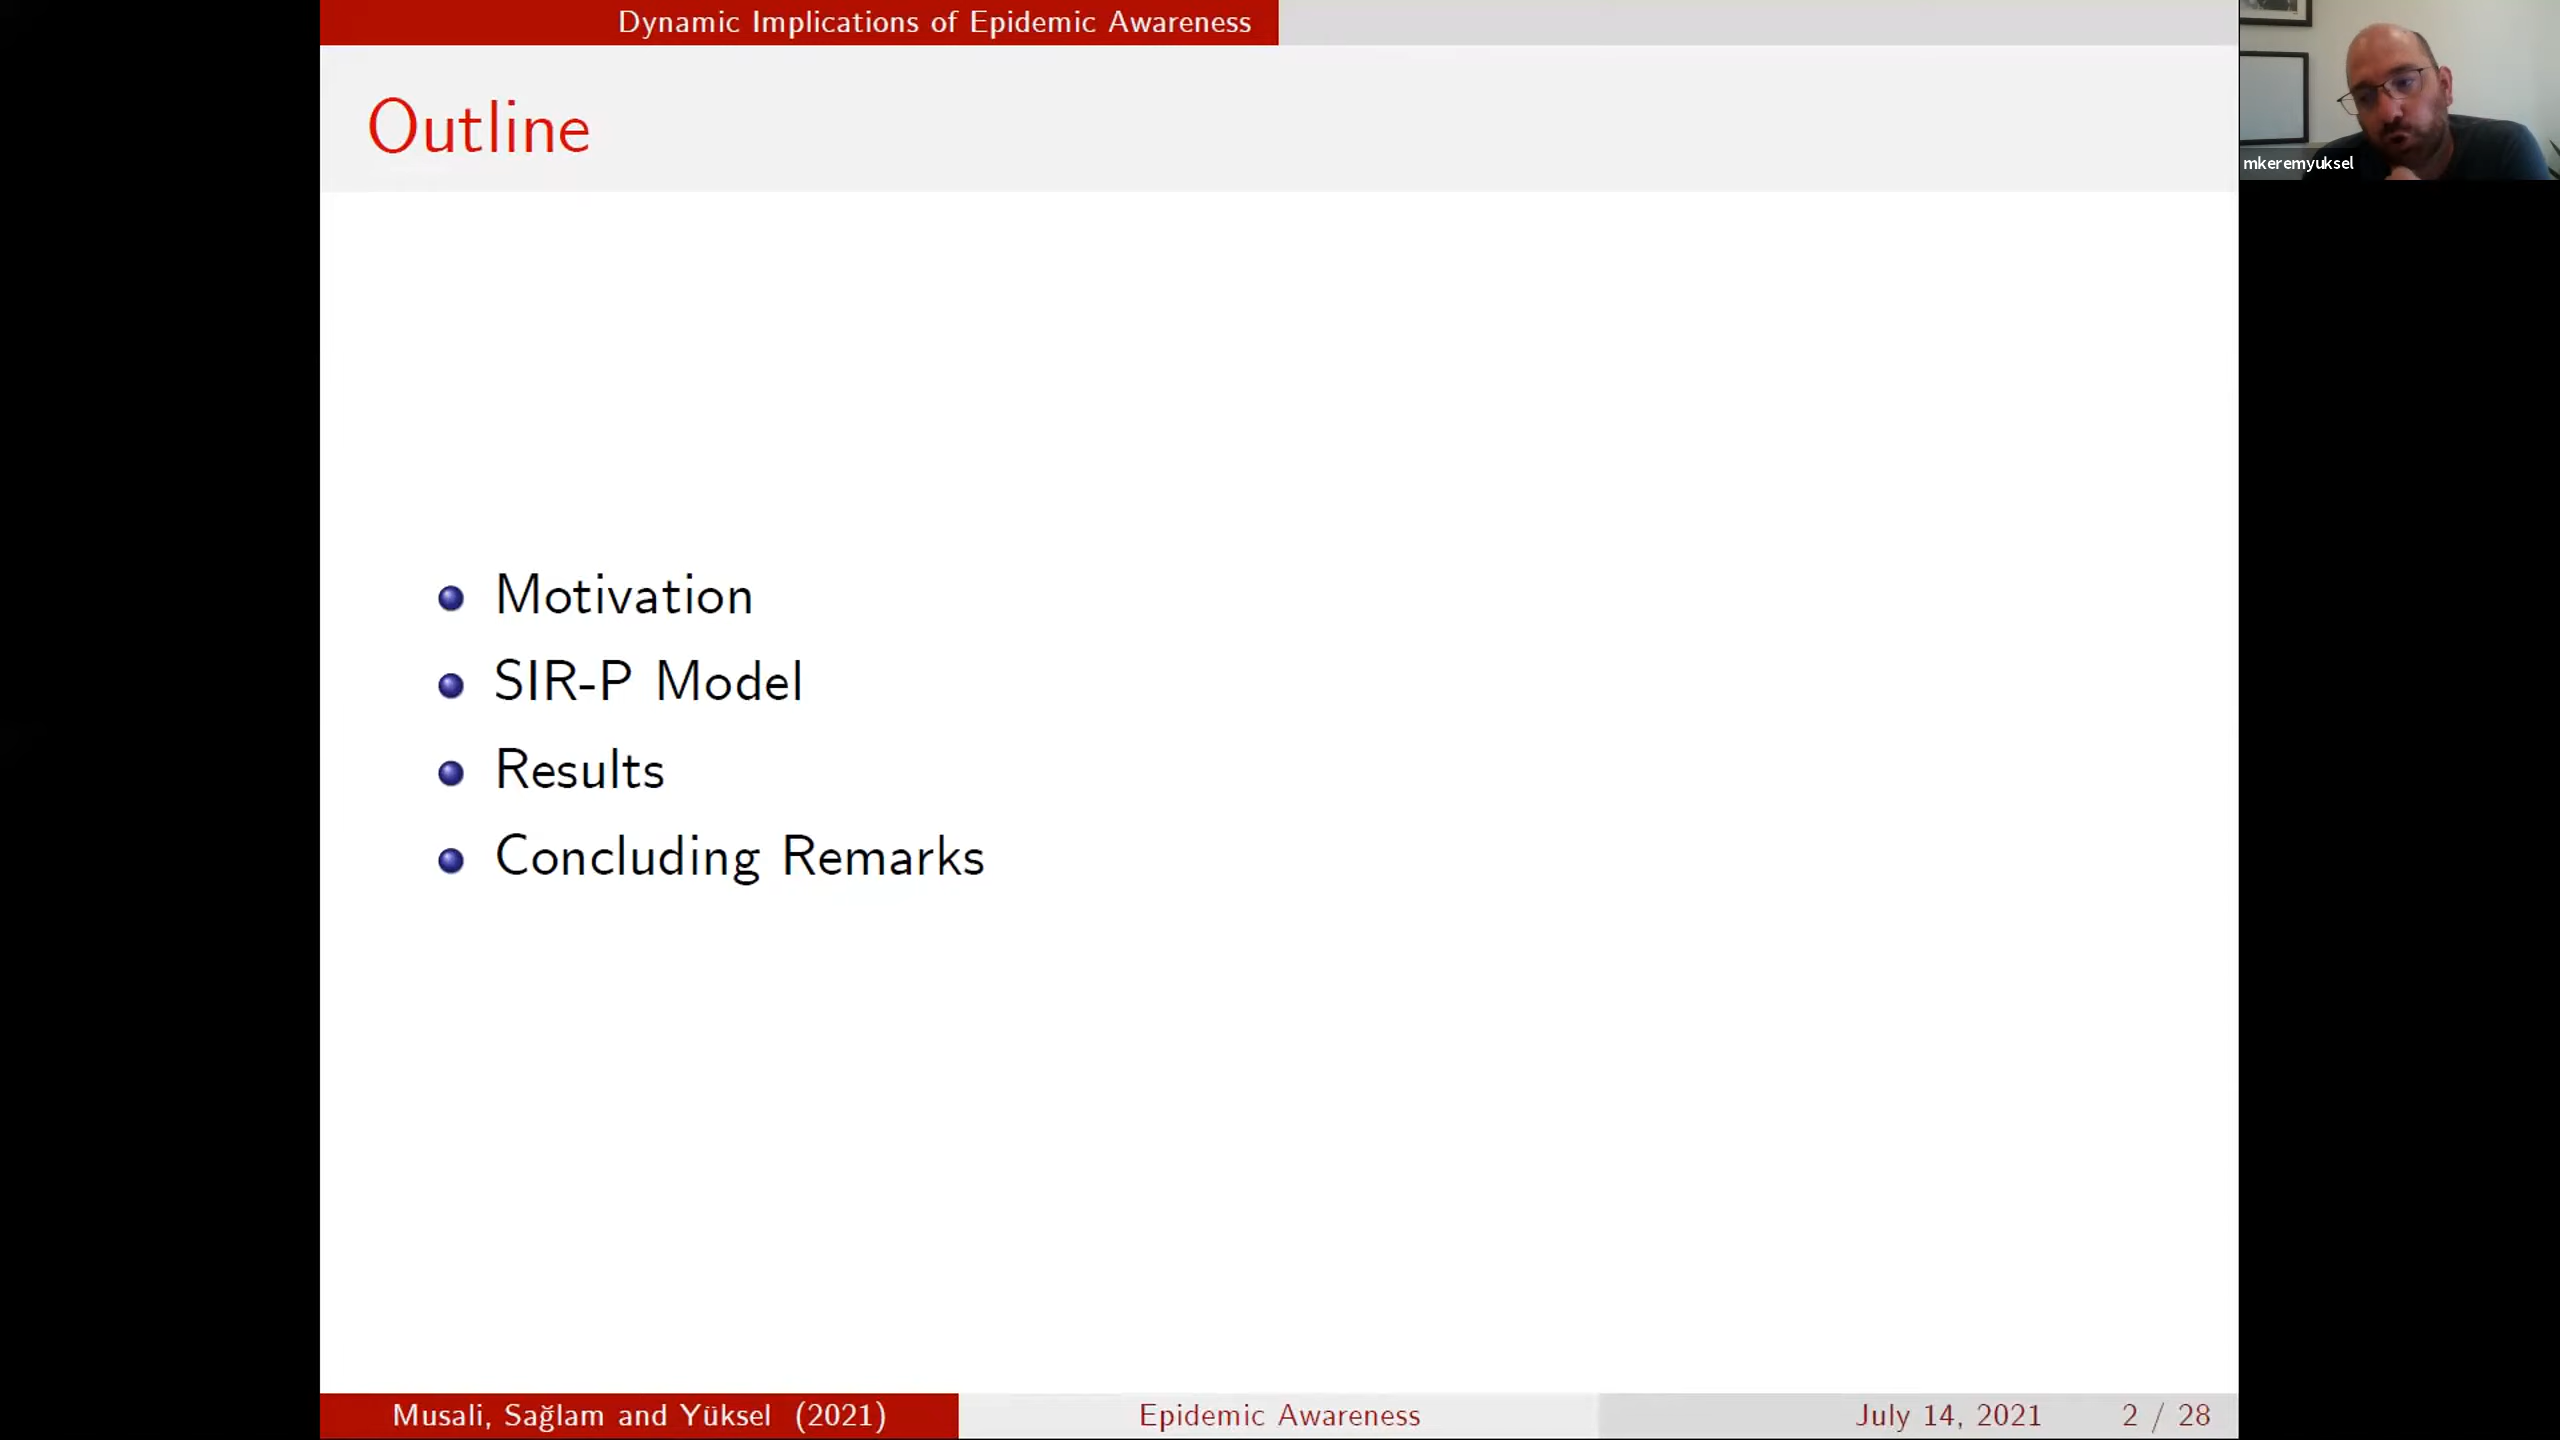 Dynamic Implications of Epidemic Awareness
Outline
mkeremyuksel
Motivation
SIR-P Model
Results
Concluding Remarks
Musali, Sağlam and Yüksel (2021)
Epidemic Awareness
July 14, 2021
2 / 28